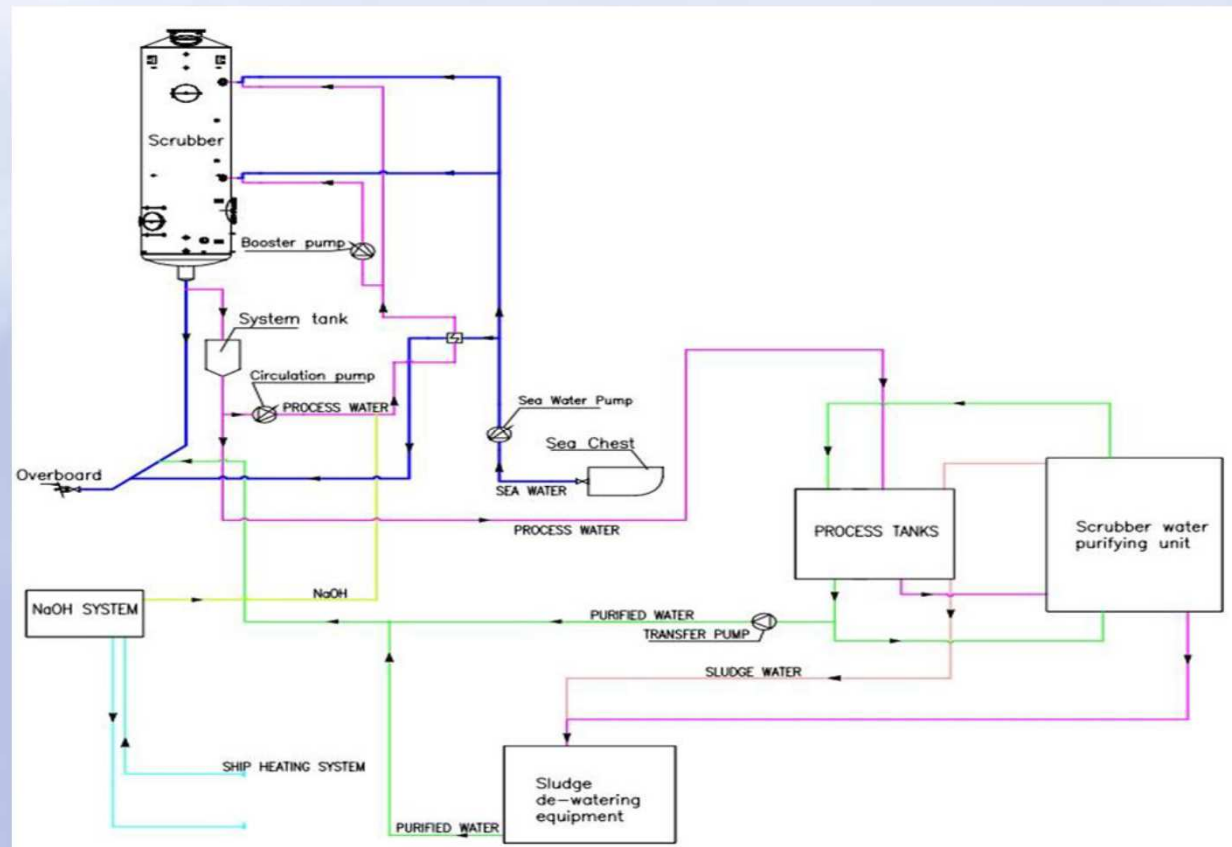 Scrubber
Booster pump
System tank
Circulation pump
PROCESS WATER
Sea Water Pump
Sea Chest
Overboard
SEA WATER
PROCESS WATER
PROCESS TANKS
Scrubber water
purifying unit
NaOH SYSTEM
NaOH
PURIFIED WATER
TRANSFER PUMP
SLUDGE WATER
SHIP HEATING SYSTEM
Sludge
de-watering
equipment
PURIFIED WATER